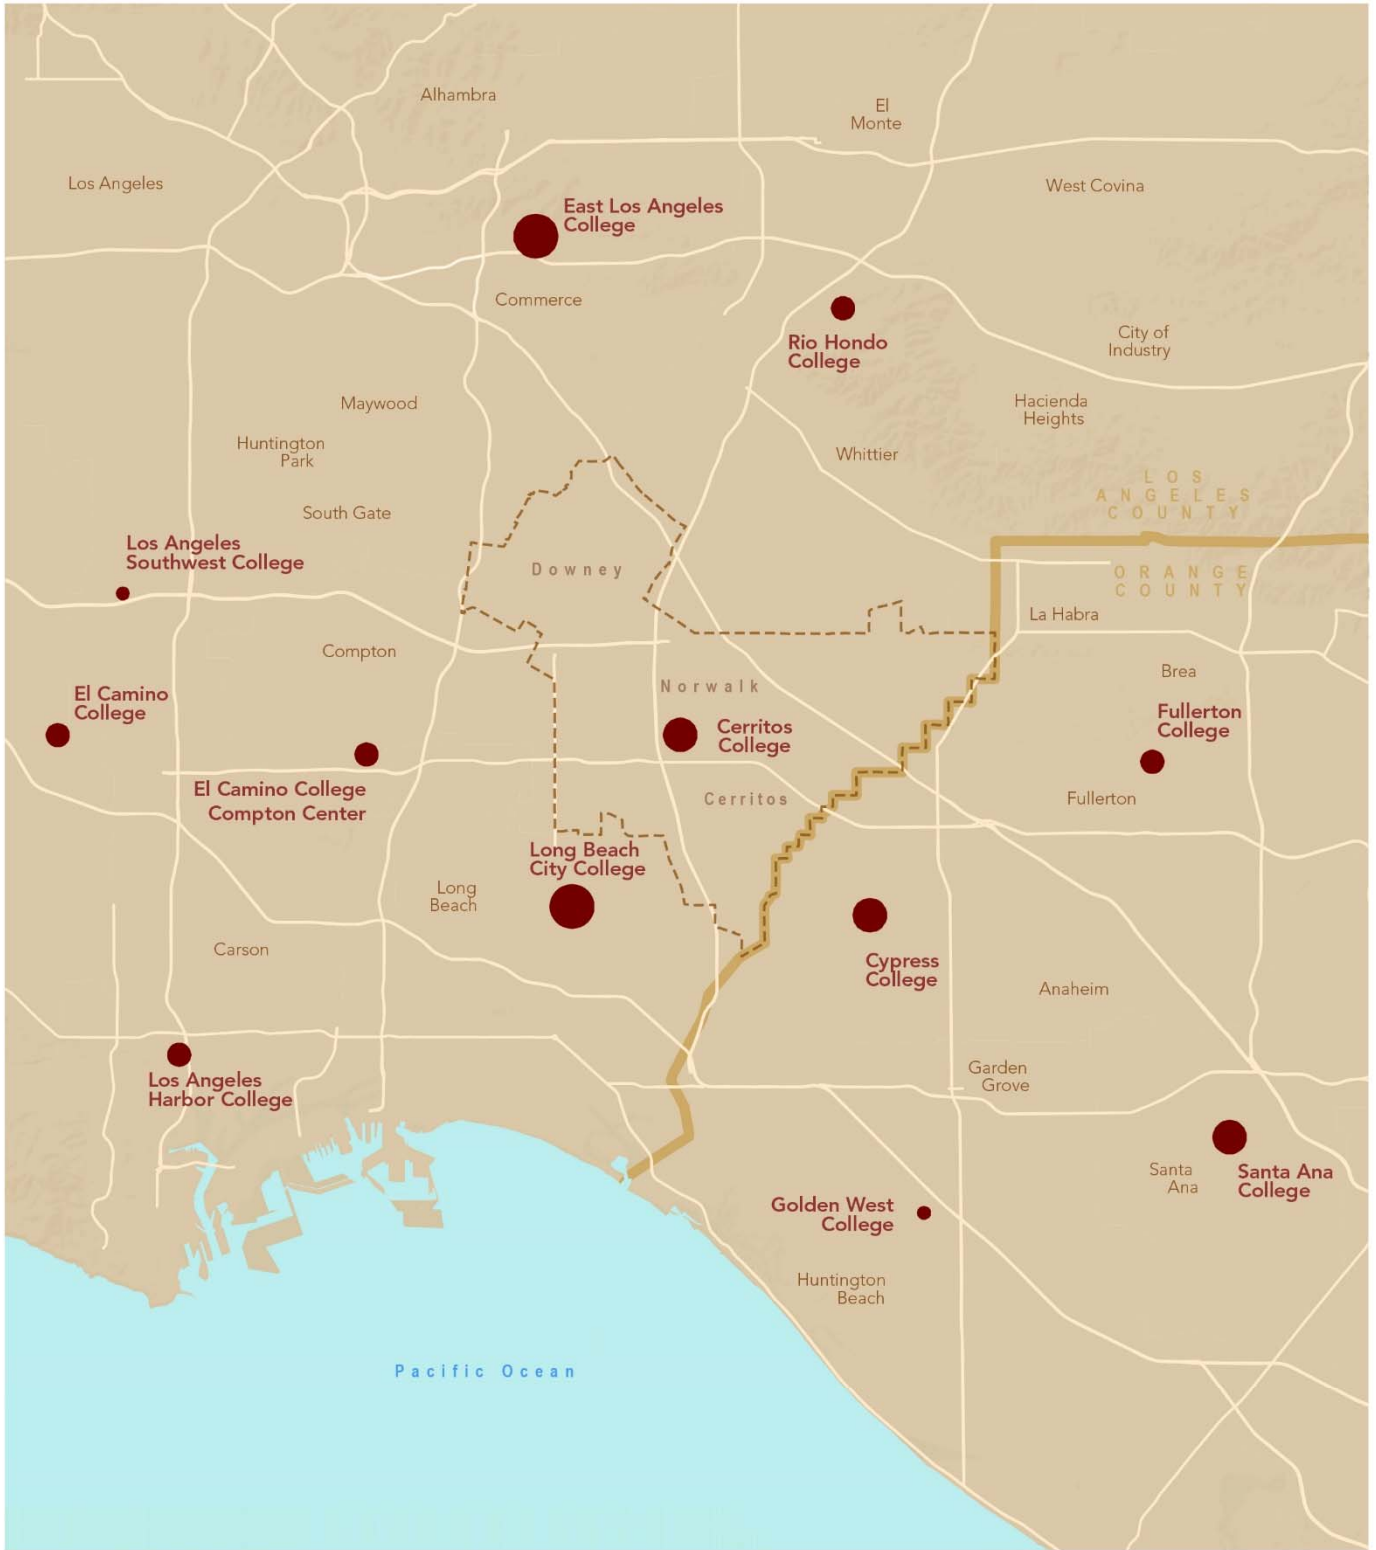 Alhambra
El
Monte
Los Angeles
West Covina
East Los Angeles
College
Commerce
Rio Hondo
College
City of
Industry
Maywood
Hacienda
Heights
Huntington
Park
Whittier
LOS
ANGELES
COUNTY
South Gate
Los Angeles
Southwest College
Downey
ORANGE
COUNTY
La Habra
Compton
Brea
El Camino
College
Norwalk
Fullerton
College
Cerritos
College
El Camino College
Compton Center
Cerritos
Fullerton
Long Beach
City College
Long
Beach
Carson
Cypress
College
Anaheim
Los Angeles
Harbor College
Garden
Grove
Santa
Ana
Santa Ana
College
Golden West
College
Huntington
Beach
Pacific Ocean